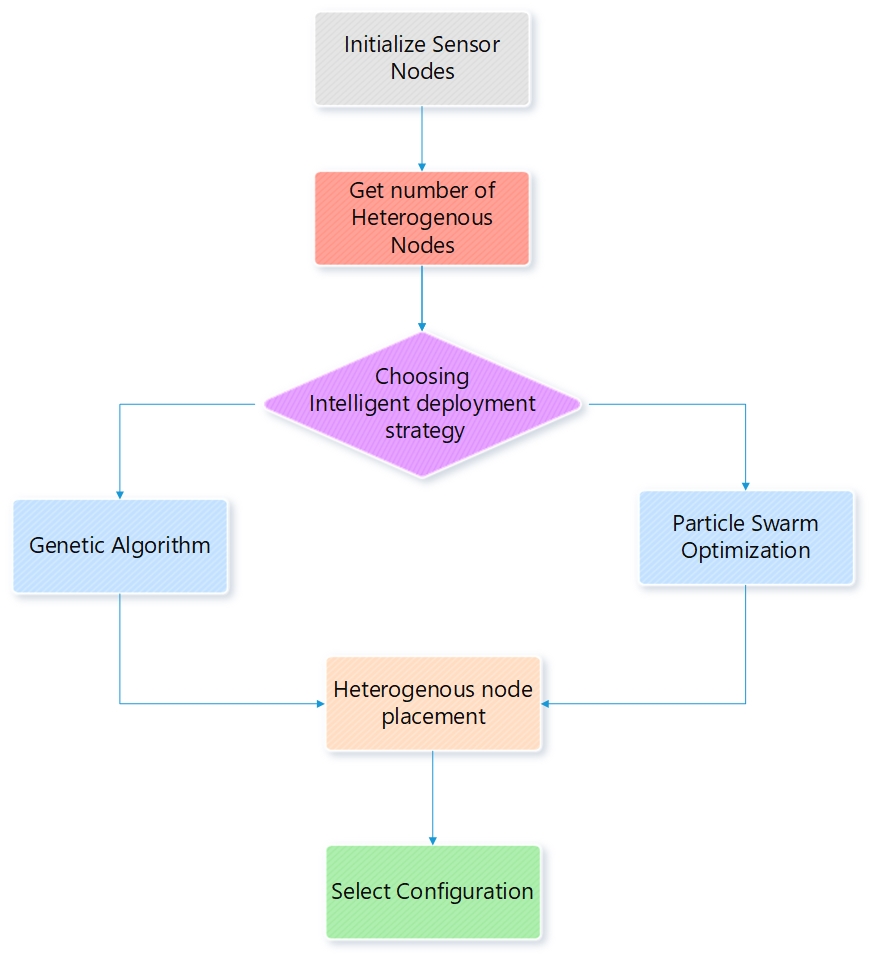 Initialize Sensor
Nodes
Get number of
Heterogenous
Nodes
Choosing
Intelligent deployment
strategy
Genetic Algorithm
Particle Swarm
Optimization
Heterogenous node
placement
Select Configuration